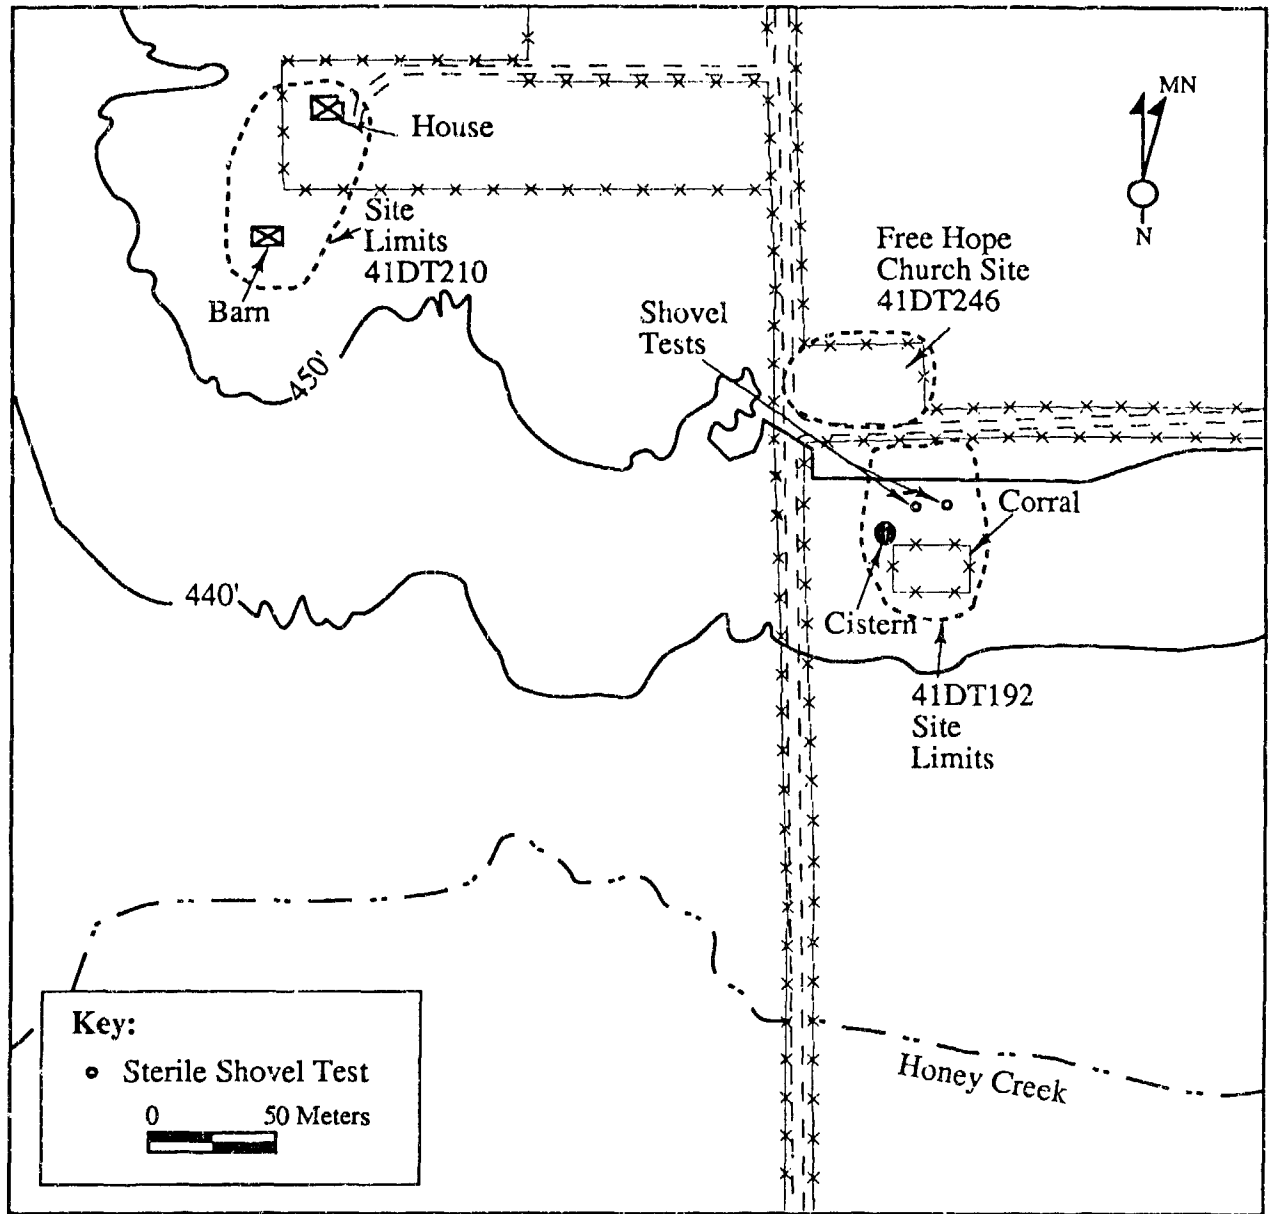 MN
N
House
Site
Limits
41DT210
Barn
Free Hope
Church Site
41DT246
Shovel
Tests
450'
Corral
440'
Cistern
41DT192
Site
Limits
Honey Creek
Key:
Sterile Shovel Test
0 50 Meters